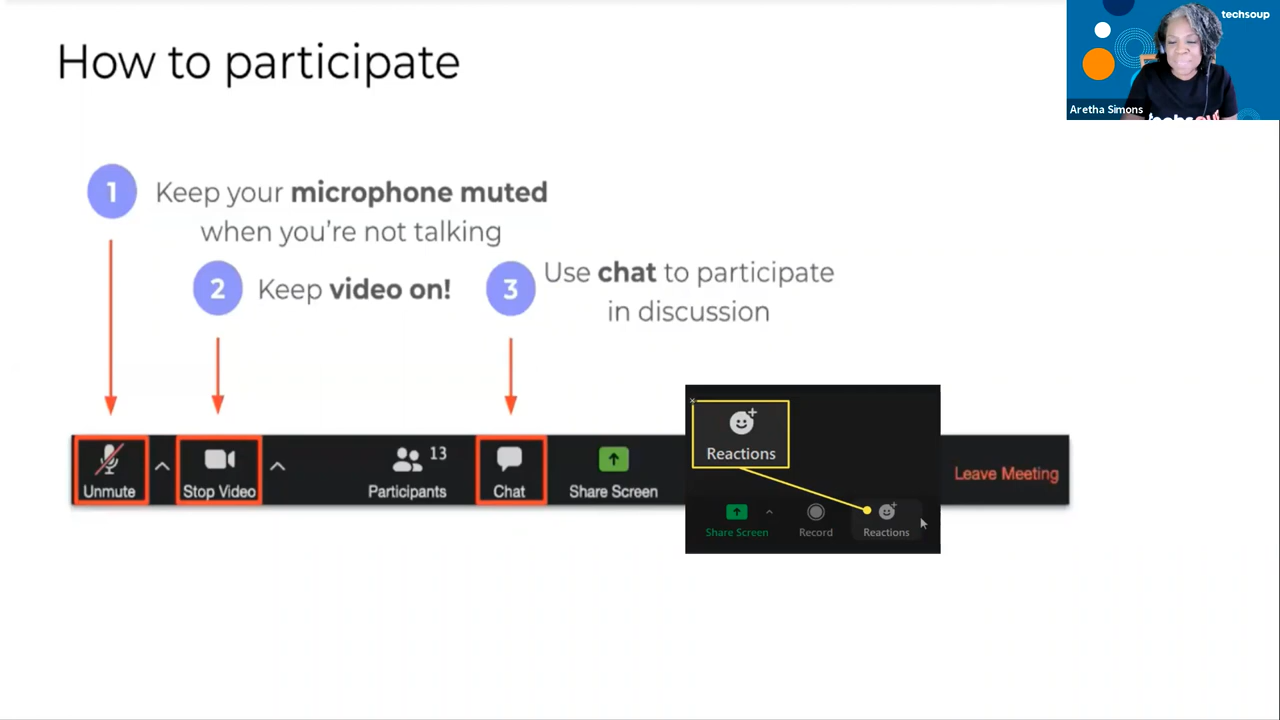 How to participate
techsoup
Aretha Simons
1
Keep your microphone muted
when you're not talking
2
Keep video on!
3
Use chat to participate
in discussion
Unmute
Stop Video
Participants
13
Chat
Share Screen
Reactions
Share Screen
Record
Reactions
Leave Meeting
techsoup